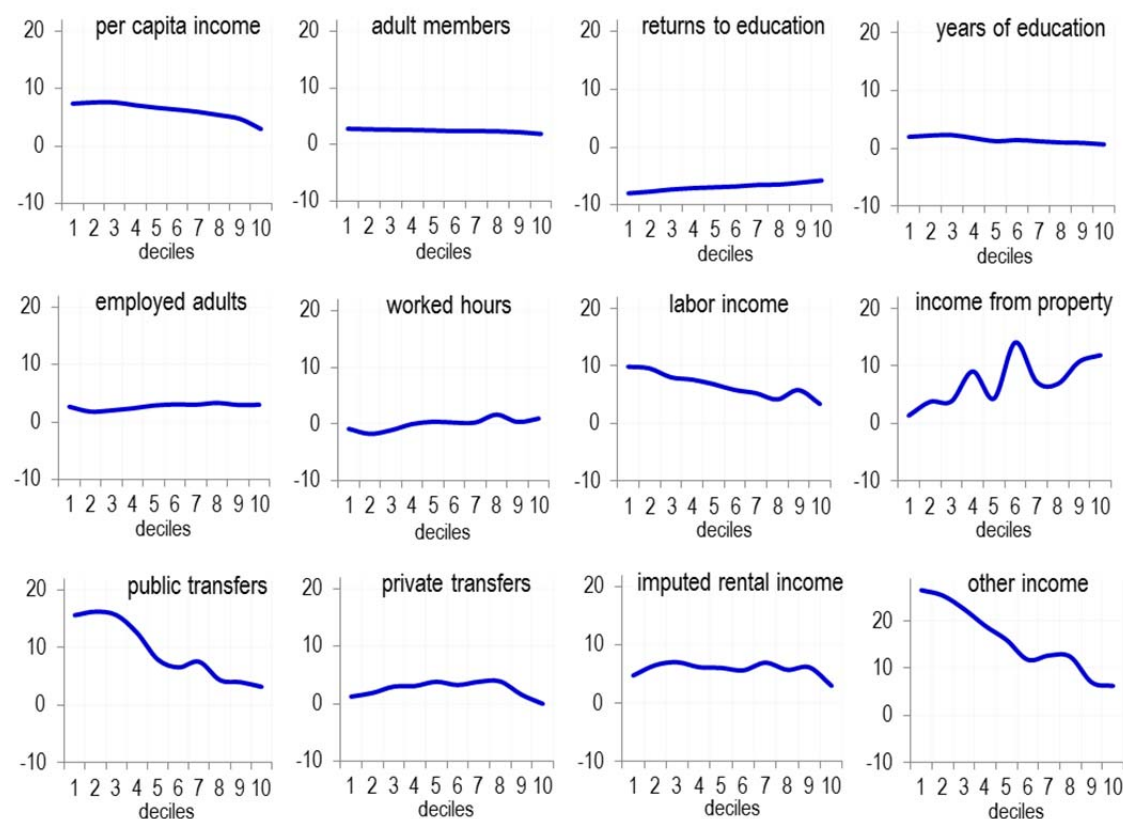 per capita income
20
10
0
-10
1 2 3 4 5 6 7 8 9 10
deciles
adult members
20
10
0
-10
1 2 3 4 5 6 7 8 9 10
deciles
returns to education
20
10
0
-10
1 2 3 4 5 6 7 8 9 10
deciles
years of education
20
10
0
-10
1 2 3 4 5 6 7 8 9 10
deciles
employed adults
20
10
0
-10
1 2 3 4 5 6 7 8 9 10
deciles
worked hours
20
10
0
-10
1 2 3 4 5 6 7 8 9 10
deciles
labor income
20
10
0
-10
1 2 3 4 5 6 7 8 9 10
deciles
income from property
20
10
0
-10
1 2 3 4 5 6 7 8 9 10
deciles
public transfers
20
10
0
-10
1 2 3 4 5 6 7 8 9 10
deciles
private transfers
20
10
0
-10
1 2 3 4 5 6 7 8 9 10
deciles
imputed rental income
20
10
0
-10
1 2 3 4 5 6 7 8 9 10
deciles
other income
20
10
0
-10
1 2 3 4 5 6 7 8 9 10
deciles